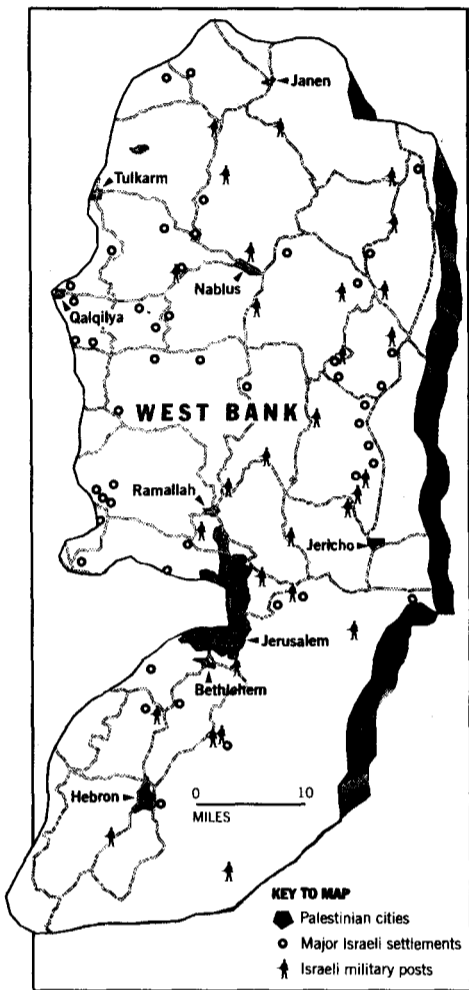 Janen
Tulkarm
Nablus
Qalqilya
WEST BANK
Ramallah
Jericho
Jerusalem
Bethlehem
Hebron
0 10
MILES
KEY TO MAP
Palestinian cities
Major Israeli settlements
Israeli military posts